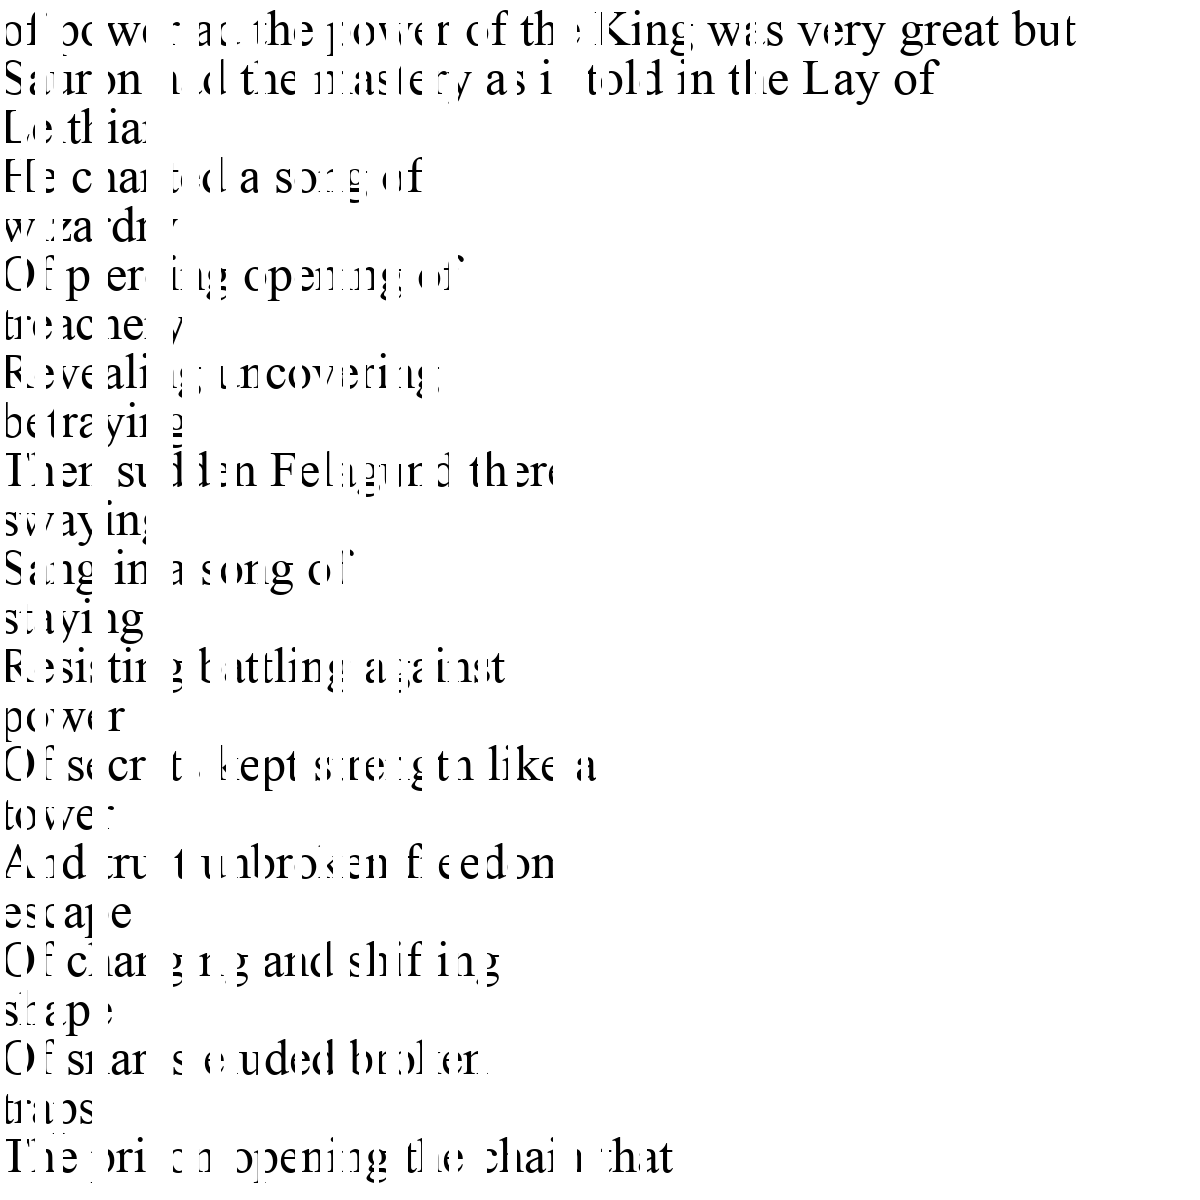 of power and the power of the King was very great but
Sauron had the mastery as is told in the Lay of
Leithian
He chanted a song of
wizardry
Of piercing opening of
treachery
Revealing uncovering
betraying
Then sudden Felagund there
swaying
Sang in a song of
staying
Resisting battling against
power
Of secrets kept strength like a
tower
And trust unbroken freedom
escape
Of changing and shifting
shape
Of snares eluded broken
traps
The prison opening the chain that